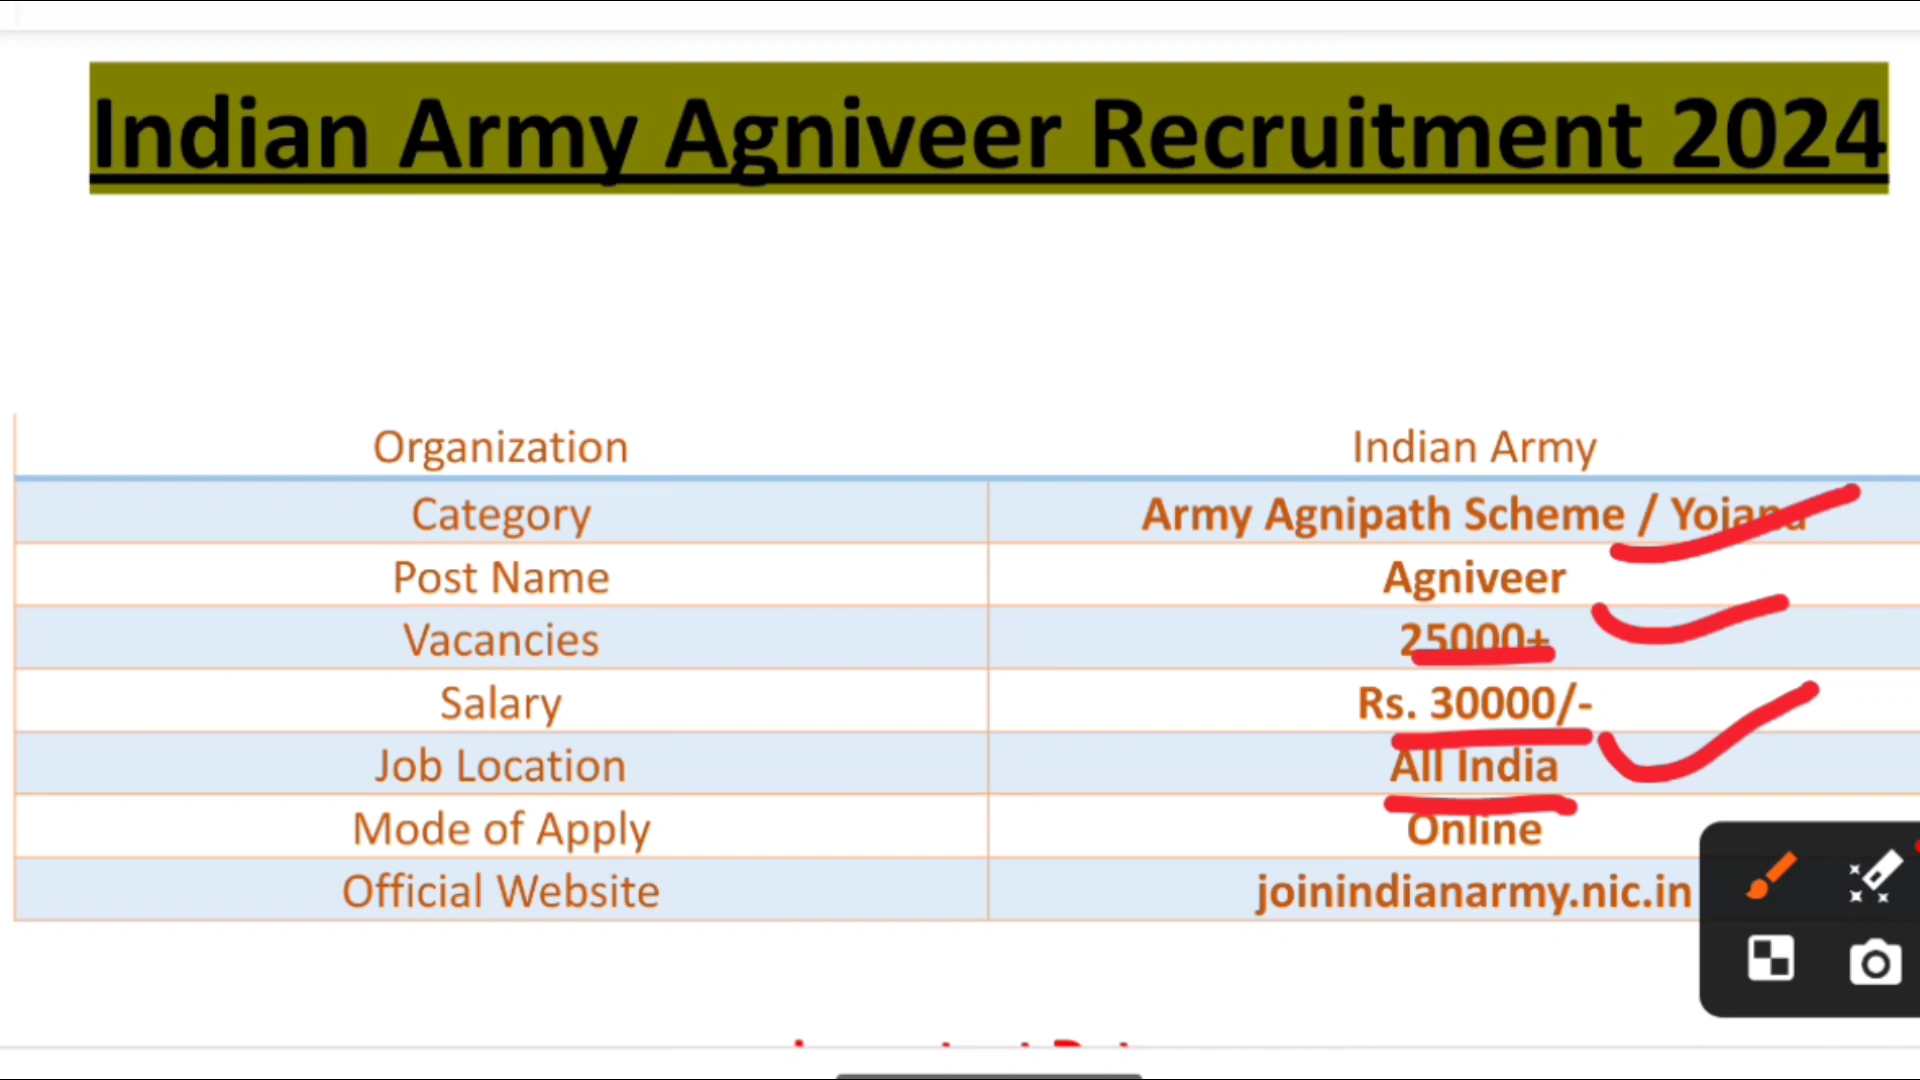 Indian Army Agniveer Recruitment 2024
Organization Indian Army
Category Army Agnipath Scheme / Yojana
Post Name Agniveer
Vacancies 25000+
Salary Rs. 30000/-
Job Location All India
Mode of Apply Online
Official Website joinindianarmy.nic.in